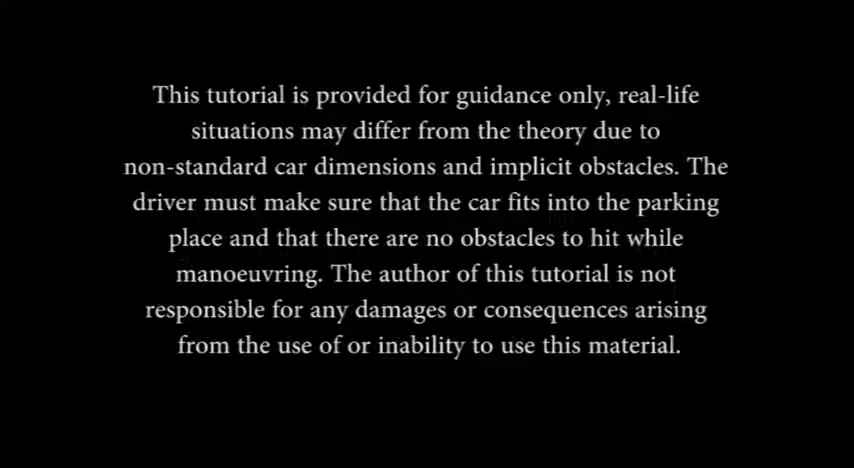 This tutorial is provided for guidance only, real-life
situations may differ from the theory due to
non-standard car dimensions and implicit obstacles. The
driver must make sure that the car fits into the parking
place and that there are no obstacles to hit while
manoeuvring. The author of this tutorial is not
responsible for any damages or consequences arising
from the use of or inability to use this material.